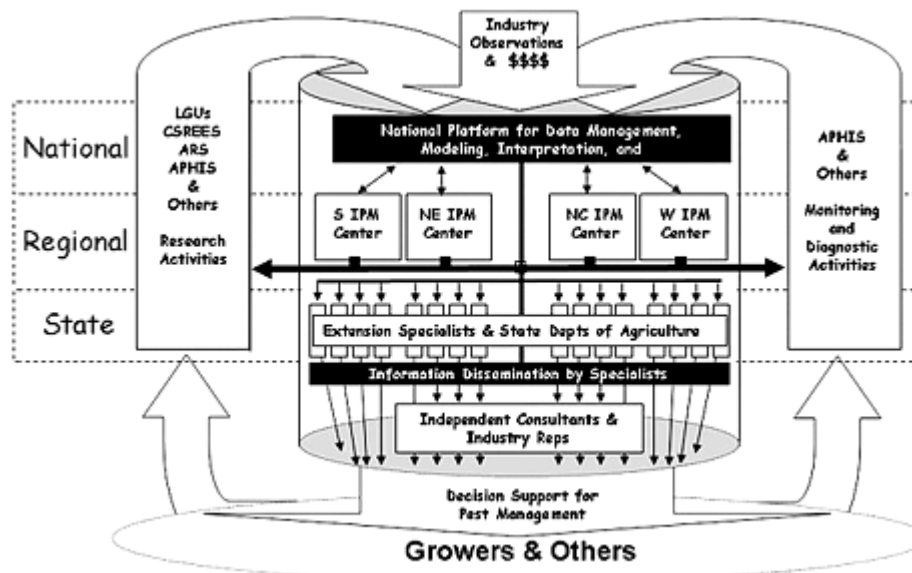 Industry
Observations
& $$$$
LGUs
CSREES
ARS
APHIS
&
Others
Research
Activities
National
Regional
State
National Platform for Data Management,
Modeling, Interpretation, and
S IPM
Center
NE IPM
Center
NC IPM
Center
W IPM
Center
APHIS
&
Others
Monitoring
and
Diagnostic
Activities
Extension Specialists & State Depts of Agriculture
Information Dissemination by Specialists
Independent Consultants &
Industry Reps
Decision Support for
Pest Management
Growers & Others